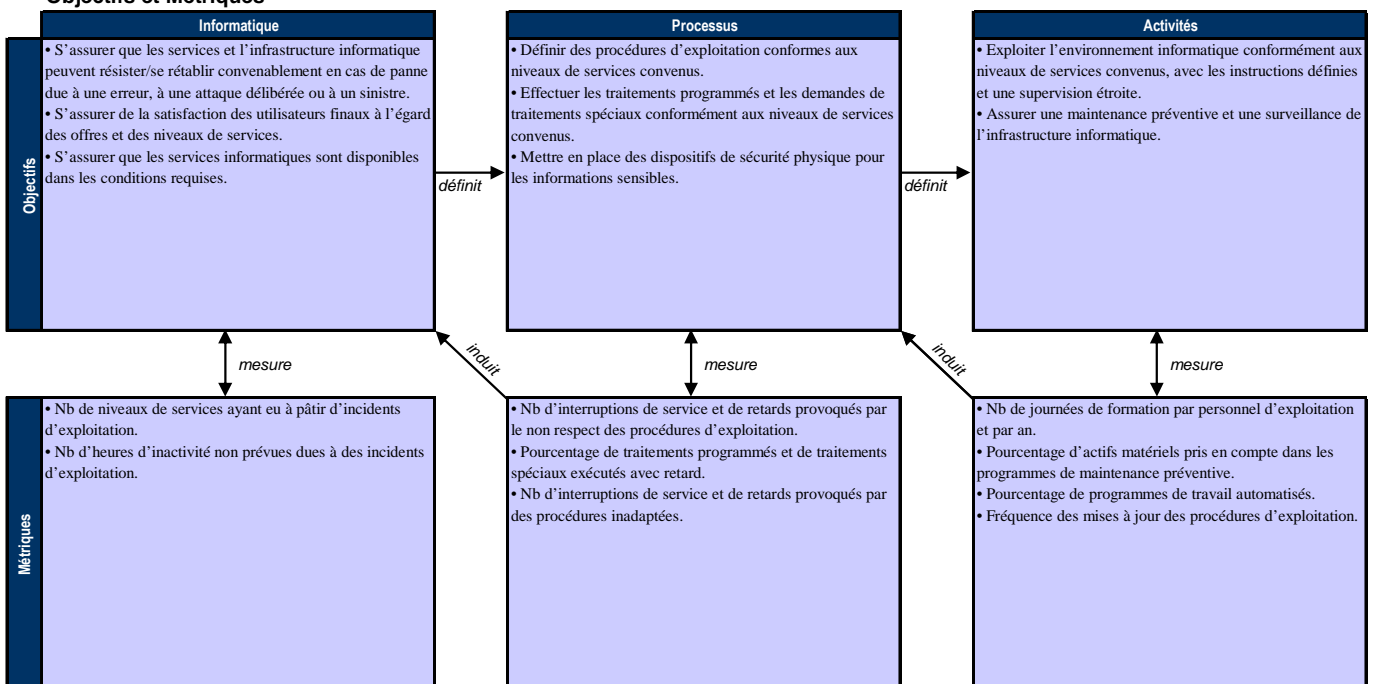 Objectifs et Métriques
Informatique
Processus
Activités
Objectifs
• S’assurer que les services et l’infrastructure informatique
peuvent résister/se rétablir convenablement en cas de panne
due à une erreur, à une attaque délibérée ou à un sinistre.
• S’assurer de la satisfaction des utilisateurs finaux à l’égard
des offres et des niveaux de services.
• S’assurer que les services informatiques sont disponibles
dans les conditions requises.
définit
• Définir des procédures d’exploitation conformes aux
niveaux de services convenus.
• Effectuer les traitements programmés et les demandes de
traitements spéciaux conformément aux niveaux de services
convenus.
• Mettre en place des dispositifs de sécurité physique pour
les informations sensibles.
définit
• Exploiter l’environnement informatique conformément aux
niveaux de services convenus, avec les instructions définies
et une supervision étroite.
• Assurer une maintenance préventive et une surveillance de
l’infrastructure informatique.
mesure
induit
mesure
induit
mesure
Métriques
• Nb de niveaux de services ayant eu à pâtir d’incidents
d’exploitation.
• Nb d’heures d’inactivité non prévues dues à des incidents
d’exploitation.
• Nb d’interruptions de service et de retards provoqués par
le non respect des procédures d’exploitation.
• Pourcentage de traitements programmés et de traitements
spéciaux exécutés avec retard.
• Nb d’interruptions de service et de retards provoqués par
des procédures inadaptées.
• Nb de journées de formation par personnel d’exploitation
et par an.
• Pourcentage d’actifs matériels pris en compte dans les
programmes de maintenance préventive.
• Pourcentage de programmes de travail automatisés.
• Fréquence des mises à jour des procédures d’exploitation.